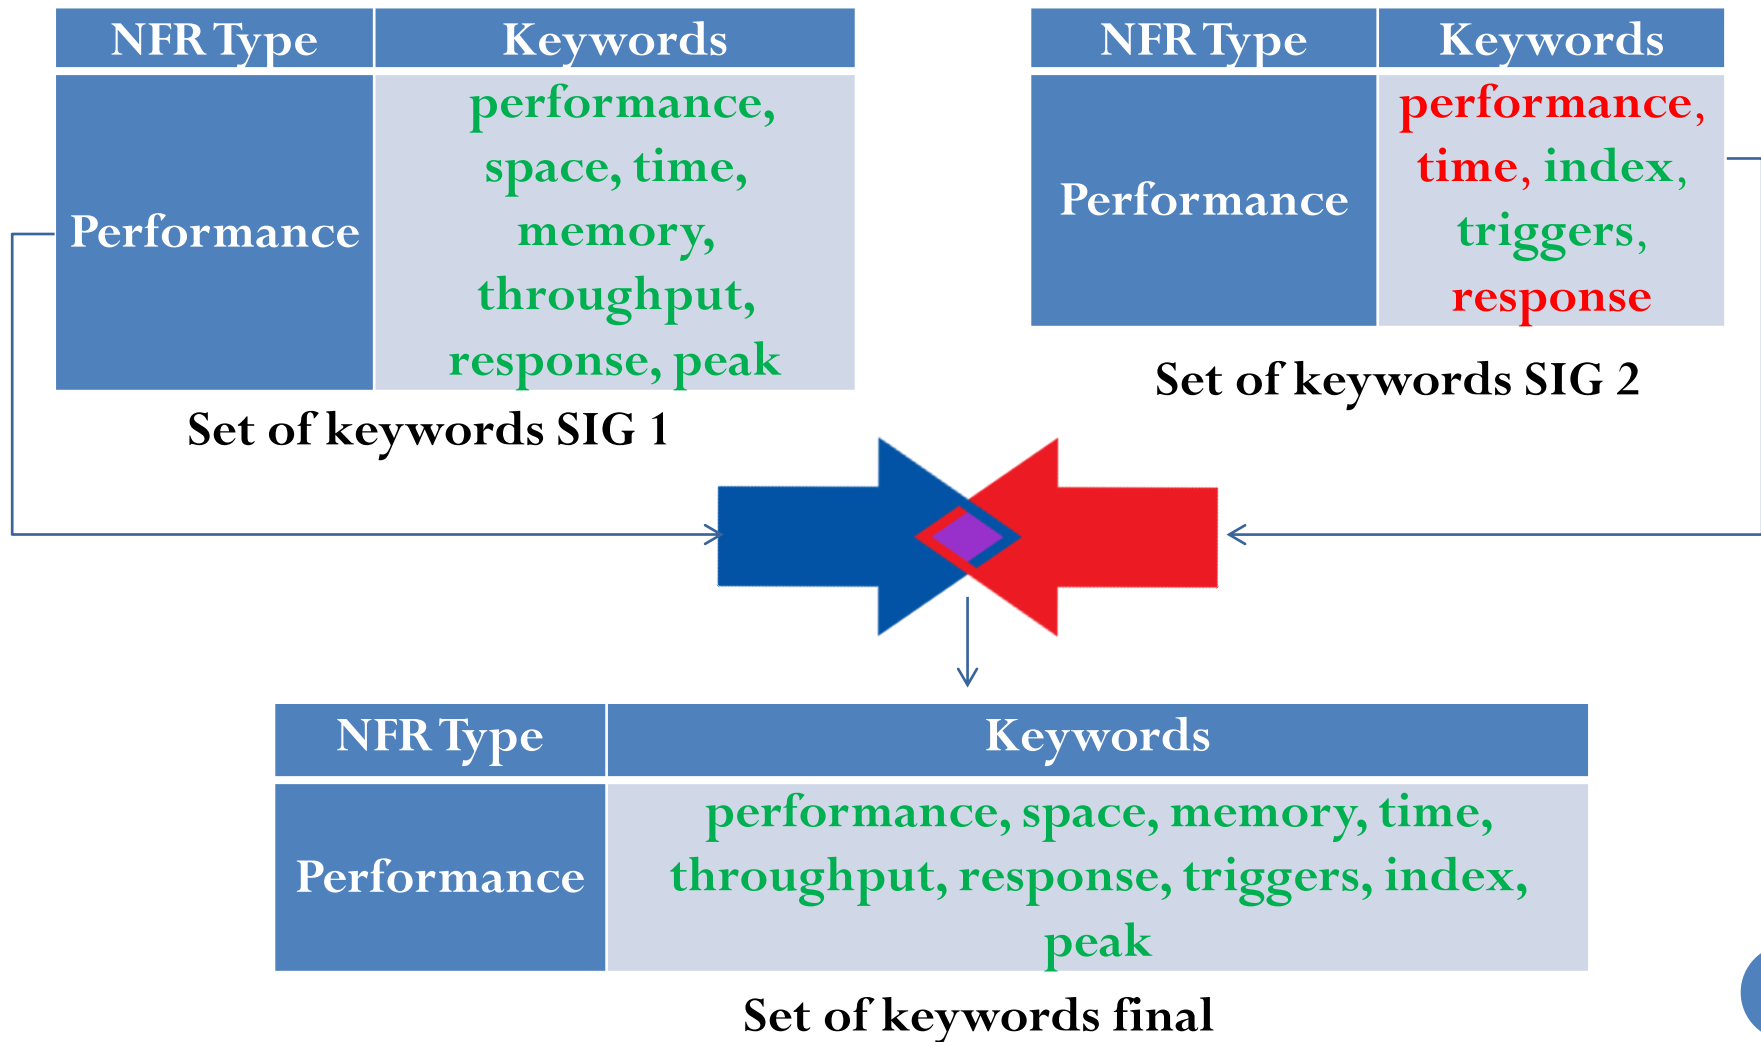 NFR Type Keywords
Performance
performance,
space, time,
memory,
throughput,
response, peak
Set of keywords SIG 1
NFR Type Keywords
Performance
performance,
time, index,
triggers,
response
Set of keywords SIG 2
NFR Type Keywords
Performance
performance, space, memory, time,
throughput, response, triggers, index,
peak
Set of keywords final